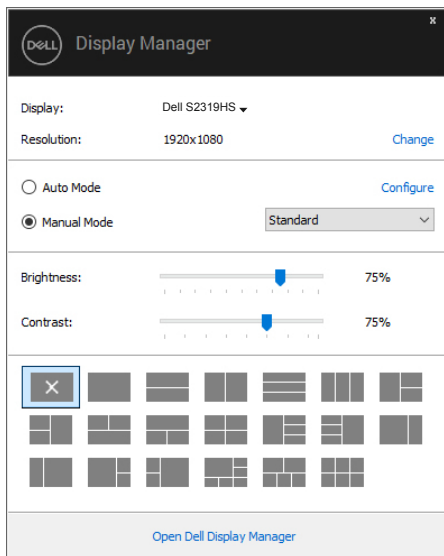 x
DELL Display Manager
Display: Dell S2319HS
Resolution: 1920x1080 Change
Auto Mode Configure
Manual Mode Standard
Brightness: 75%
Contrast: 75%
Open Dell Display Manager